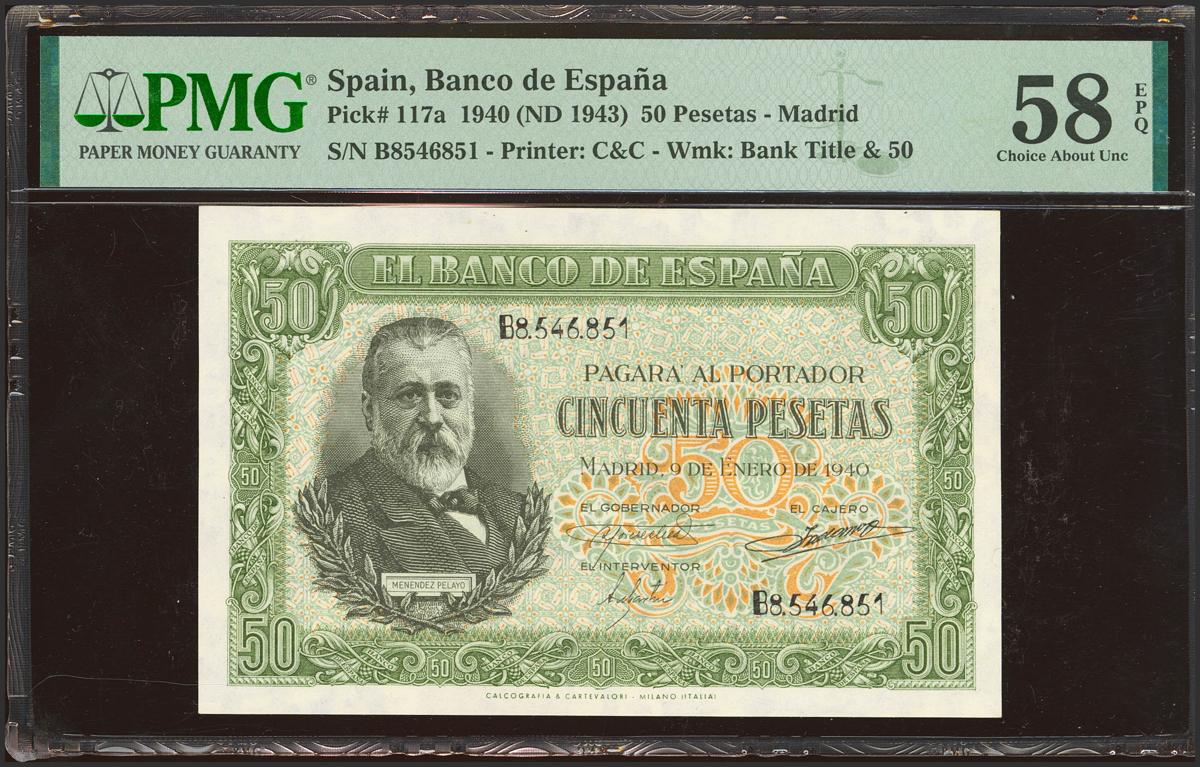 PMG®
PAPER MONEY GUARANTY
Spain, Banco de España
Pick# 117a 1940 (ND 1943) 50 Pesetas - Madrid
S/N B8546851 - Printer: C&C - Wmk: Bank Title & 50
58
EPQ
Choice About Unc
EL BANCO DE ESPAÑA
50
50
B8.546.851
PAGARA' AL PORTADOR
CINCUENTA PESETAS
50
MADRID, 9 DE ENERO DE 1940
50
50
EL GOBERNADOR
EL CAJERO
EL INTERVENTOR
MENENDEZ PELAYO
B8.546.851
50
50
50
50
50
CALCOGRAFIA & CARTEVALORI - MILANO (ITALIA)